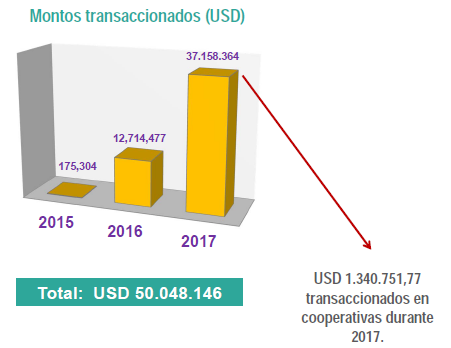 Montos transaccionados (USD)
37.158.364
12,714,477
175,304
2015
2016
2017
Total:  USD 50.048.146
USD 1.340.751,77
transaccionados en
cooperativas durante
2017.